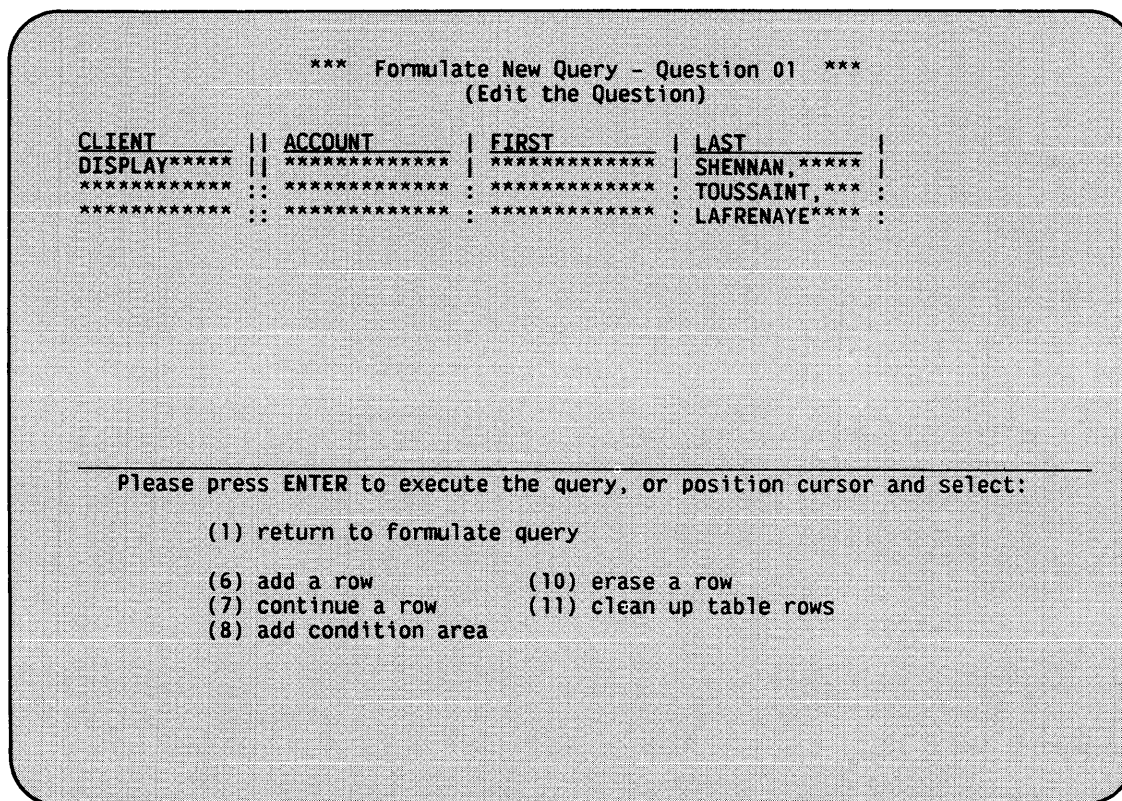 *** Formulate New Query - Question 01 ***
(Edit the Question)
CLIENT || ACCOUNT | FIRST | LAST |
DISPLAY***** || ************* | ************* | SHENNAN,***** |
************ :: ************* : ************* : TOUSSAINT,*** :
************ :: ************* : ************* : LAFRENAYE**** :
Please press ENTER to execute the query, or position cursor and select:
(1) return to formulate query
(6) add a row (10) erase a row
(7) continue a row (11) clean up table rows
(8) add condition area